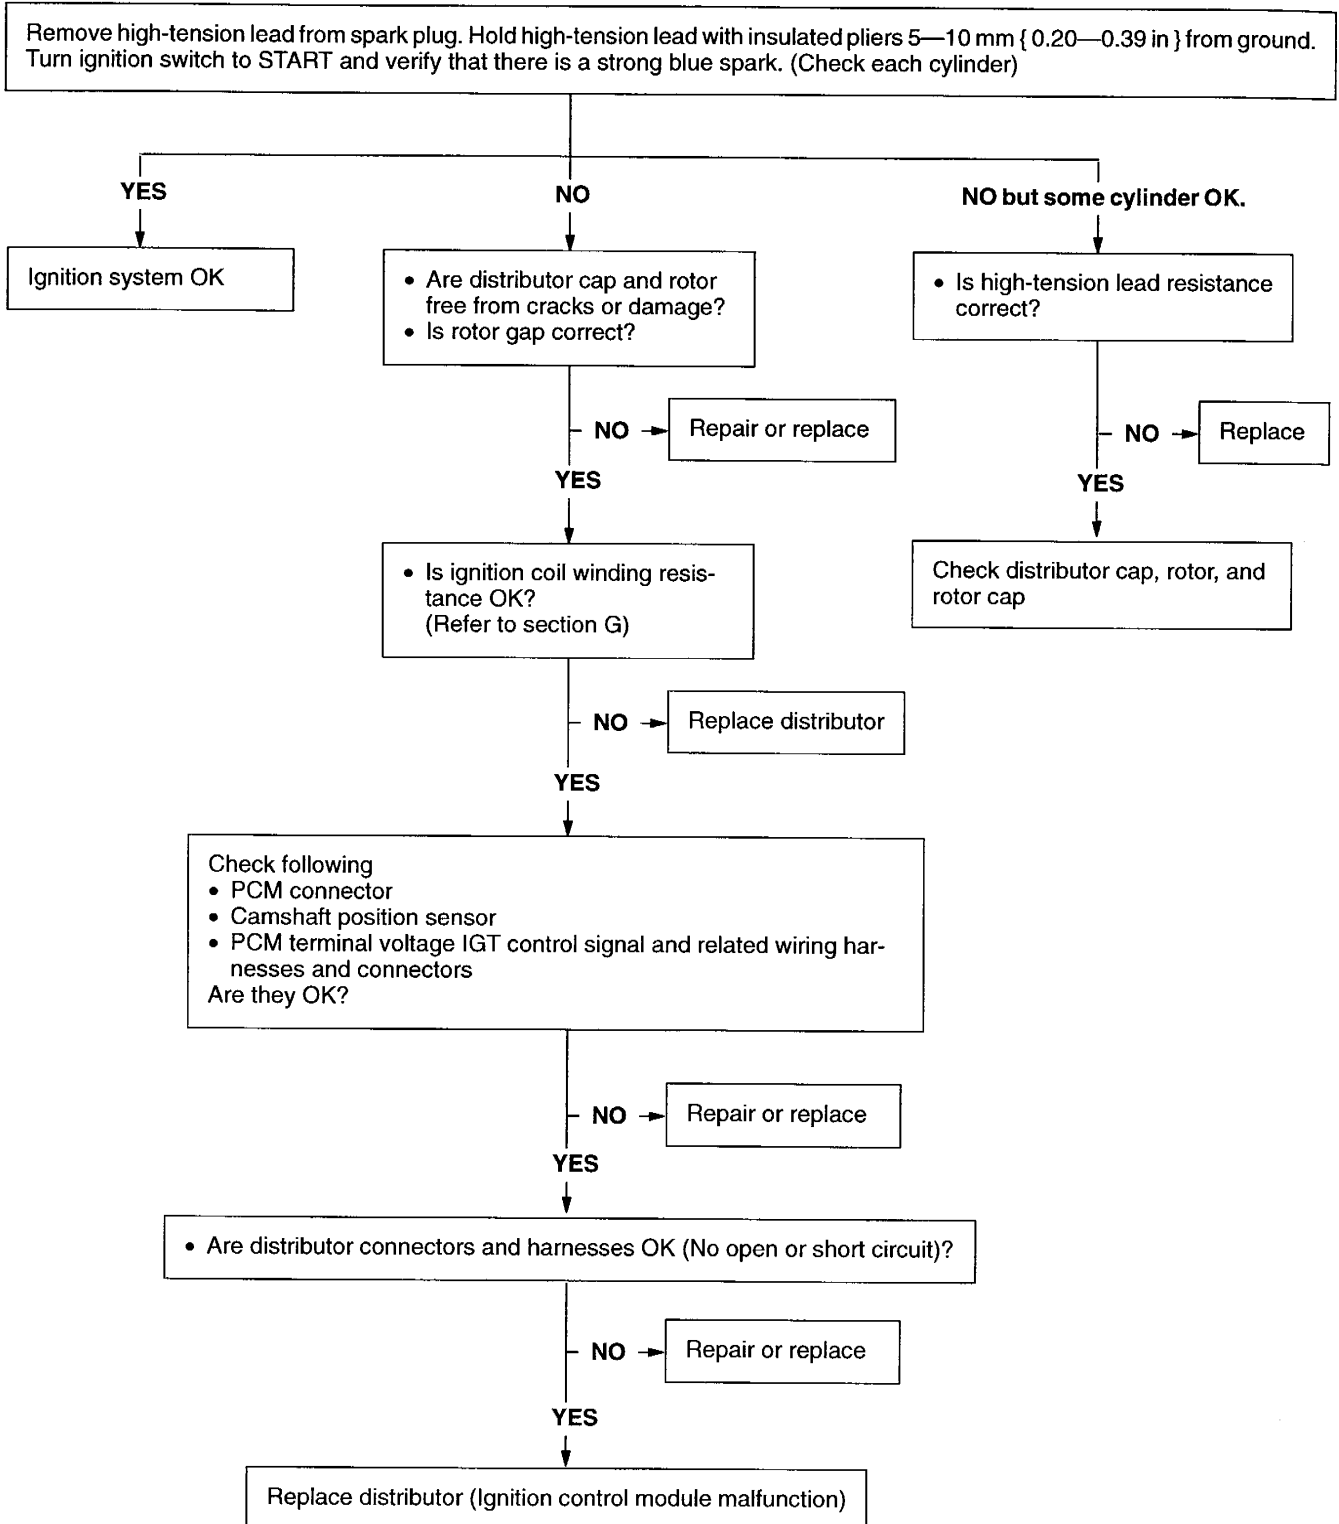 Remove high-tension lead from spark plug. Hold high-tension lead with insulated pliers 5—10 mm { 0.20—0.39 in } from ground.
Turn ignition switch to START and verify that there is a strong blue spark. (Check each cylinder)
YES
NO
NO but some cylinder OK.
Ignition system OK
• Are distributor cap and rotor
free from cracks or damage?
• Is rotor gap correct?
• Is high-tension lead resistance
correct?
NO
Repair or replace
NO
Replace
YES
YES
• Is ignition coil winding resis-
tance OK?
(Refer to section G)
Check distributor cap, rotor, and
rotor cap
NO
Replace distributor
YES
Check following
• PCM connector
• Camshaft position sensor
• PCM terminal voltage IGT control signal and related wiring har-
nesses and connectors
Are they OK?
NO
Repair or replace
YES
• Are distributor connectors and harnesses OK (No open or short circuit)?
NO
Repair or replace
YES
Replace distributor (Ignition control module malfunction)